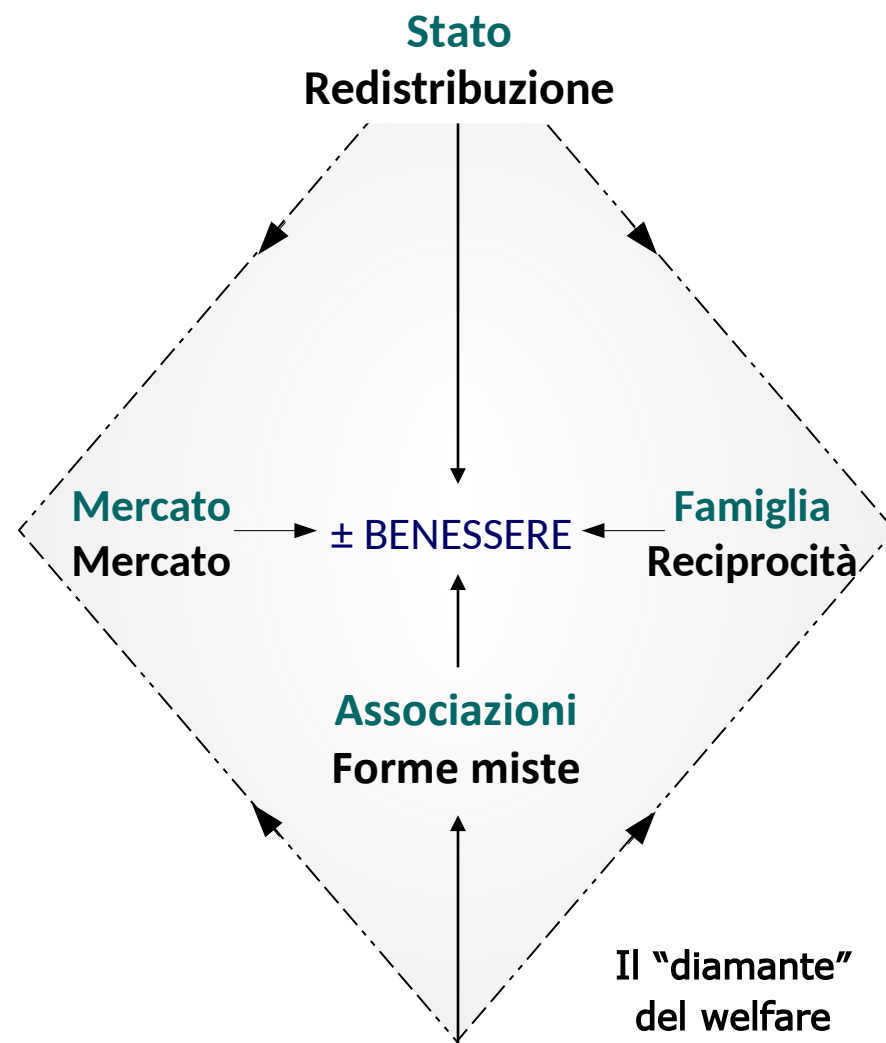 Stato
Redistribuzione
Mercato
Mercato
± BENESSERE
Famiglia
Reciprocità
Associazioni
Forme miste
Il “diamante”
del welfare